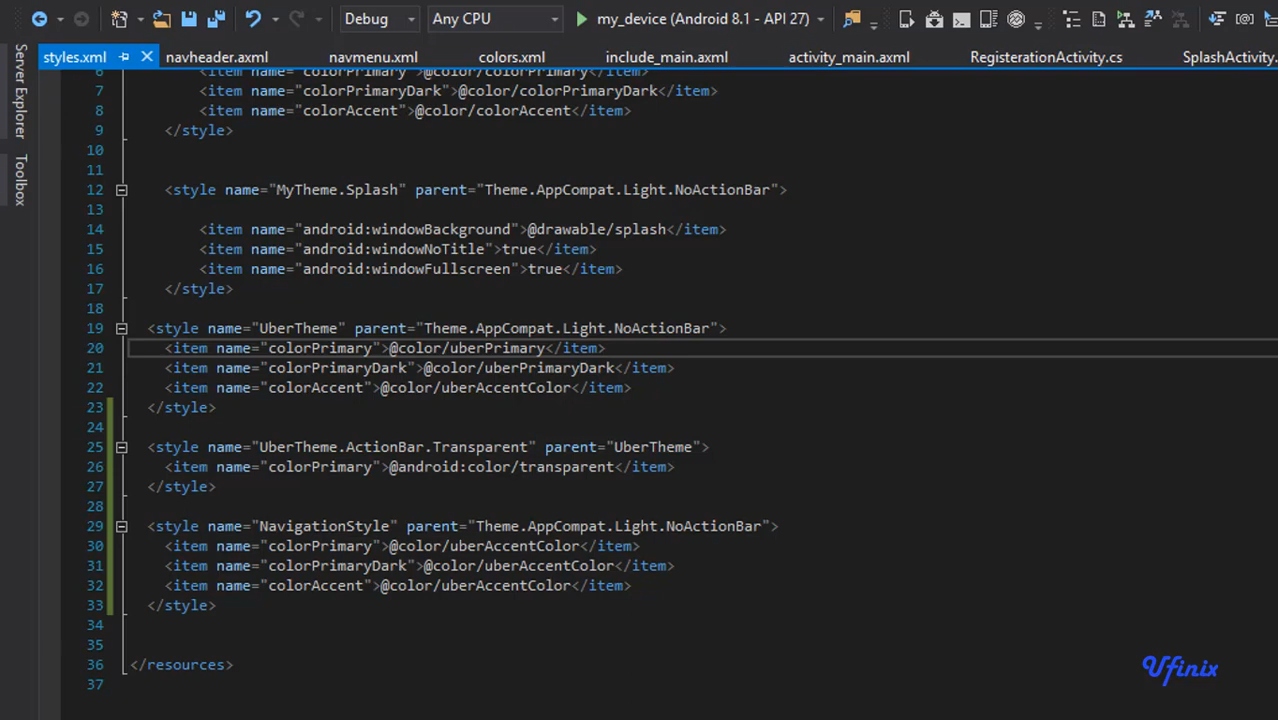 Debug
Any CPU
my_device (Android 8.1 - API 27)
Server Explorer
Toolbox
styles.xml
navheader.axml
navmenu.xml
colors.xml
include_main.axml
activity_main.axml
RegisterationActivity.cs
SplashActivity.
6 <item name="colorPrimary">@color/colorPrimary</item>
7 <item name="colorPrimaryDark">@color/colorPrimaryDark</item>
8 <item name="colorAccent">@color/colorAccent</item>
9 </style>
10
11
12 <style name="MyTheme.Splash" parent="Theme.AppCompat.Light.NoActionBar">
13
14 <item name="android:windowBackground">@drawable/splash</item>
15 <item name="android:windowNoTitle">true</item>
16 <item name="android:windowFullscreen">true</item>
17 </style>
18
19 <style name="UberTheme" parent="Theme.AppCompat.Light.NoActionBar">
20 <item name="colorPrimary">@color/uberPrimary</item>
21 <item name="colorPrimaryDark">@color/uberPrimaryDark</item>
22 <item name="colorAccent">@color/uberAccentColor</item>
23 </style>
24
25 <style name="UberTheme.ActionBar.Transparent" parent="UberTheme">
26 <item name="colorPrimary">@android:color/transparent</item>
27 </style>
28
29 <style name="NavigationStyle" parent="Theme.AppCompat.Light.NoActionBar">
30 <item name="colorPrimary">@color/uberAccentColor</item>
31 <item name="colorPrimaryDark">@color/uberAccentColor</item>
32 <item name="colorAccent">@color/uberAccentColor</item>
33 </style>
34
35
36 </resources>
37
Ufinix